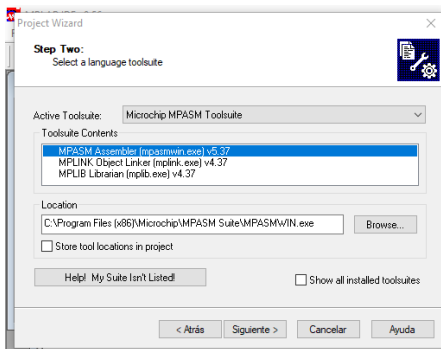 Project Wizard
Step Two:
Select a language toolsuite
Active Toolsuite: Microchip MPASM Toolsuite
Toolsuite Contents
MPASM Assembler (mpasmwin.exe) v5.37
MPLINK Object Linker (mplink.exe) v4.37
MPLIB Librarian (mplib.exe) v4.37
Location
C:\Program Files (x86)\Microchip\MPASM Suite\MPASMWIN.exe Browse...
Store tool locations in project
Help! My Suite Isn't Listed! Show all installed toolsuites
< Atrás Siguiente > Cancelar Ayuda